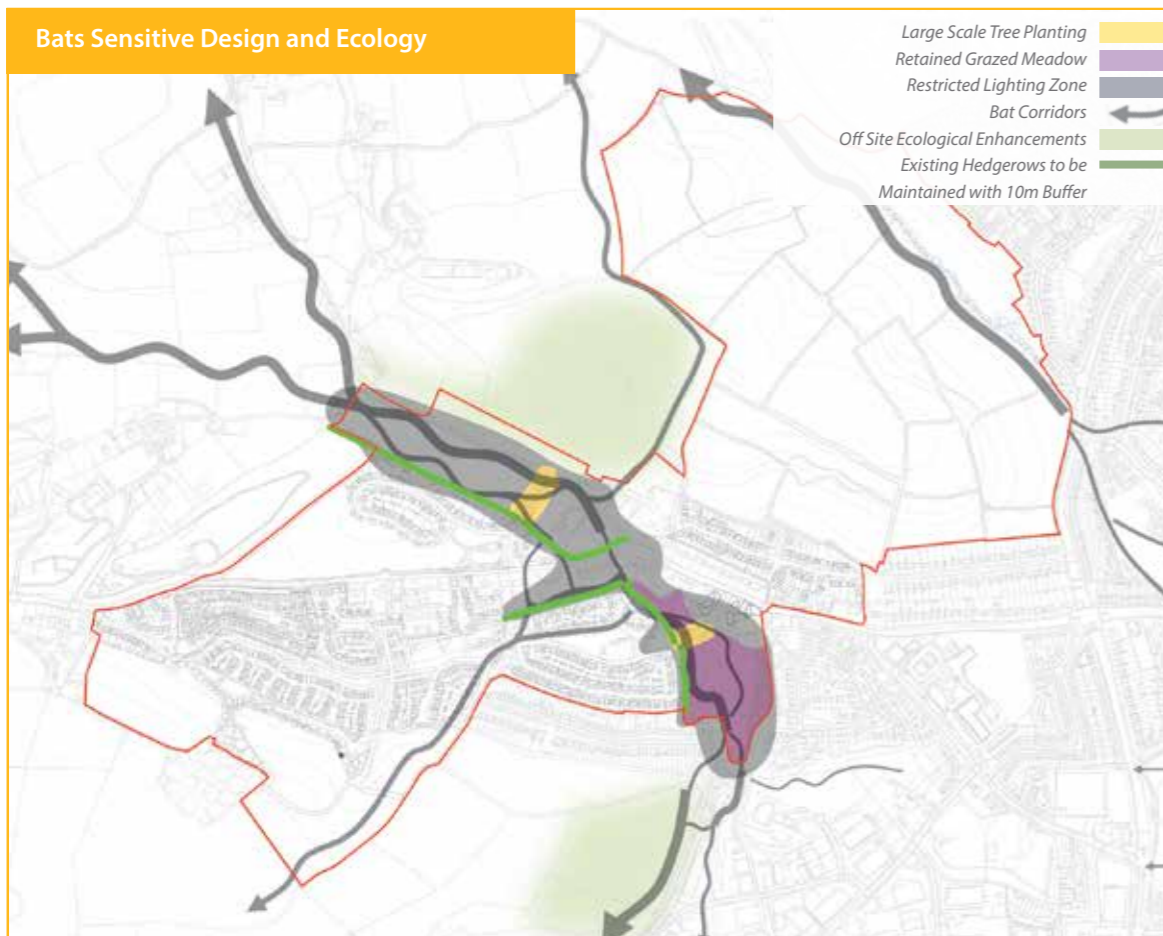 Bats Sensitive Design and Ecology
Large Scale Tree Planting
Retained Grazed Meadow
Restricted Lighting Zone
Bat Corridors
Off Site Ecological Enhancements
Existing Hedgerows to be
Maintained with 10m Buffer